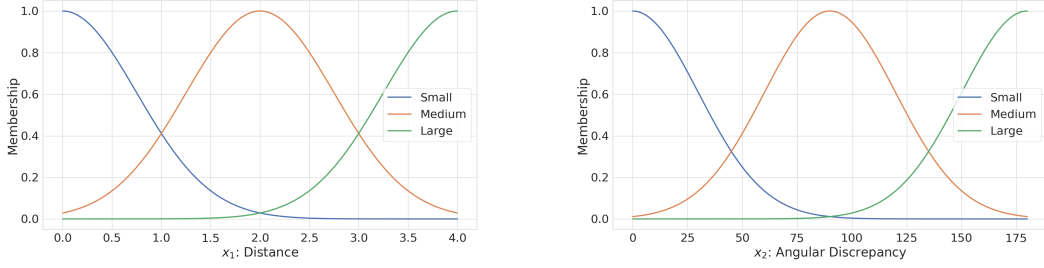 1.0
0.8
0.6
0.4
0.2
0.0
Membership
Small
Medium
Large
0.0 0.5 1.0 1.5 2.0 2.5 3.0 3.5 4.0
x₁: Distance
1.0
0.8
0.6
0.4
0.2
0.0
Membership
Small
Medium
Large
0 25 50 75 100 125 150 175
x₂: Angular Discrepancy